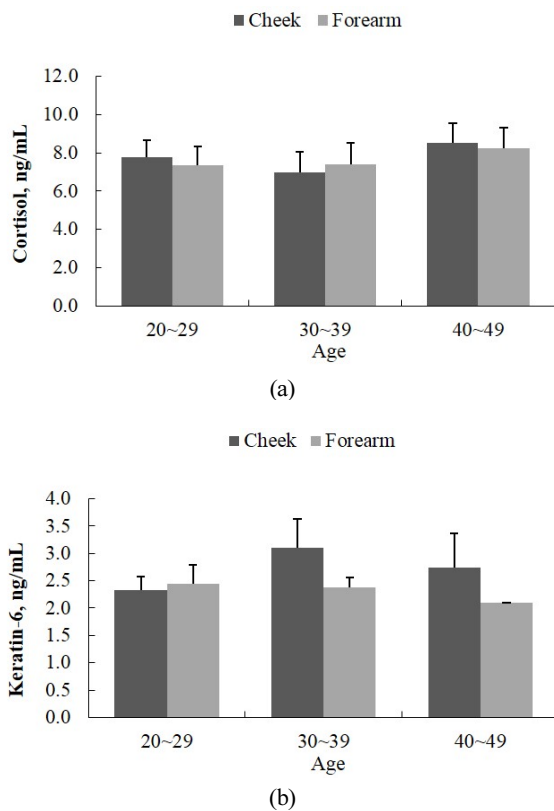 Cheek Forearm
12.0
10.0
8.0
6.0
4.0
2.0
0.0
Cortisol, ng/mL
20~29 30~39 40~49
Age
(a)
Cheek Forearm
4.0
3.5
3.0
2.5
2.0
1.5
1.0
0.5
0.0
Keratin-6, ng/mL
20~29 30~39 40~49
Age
(b)